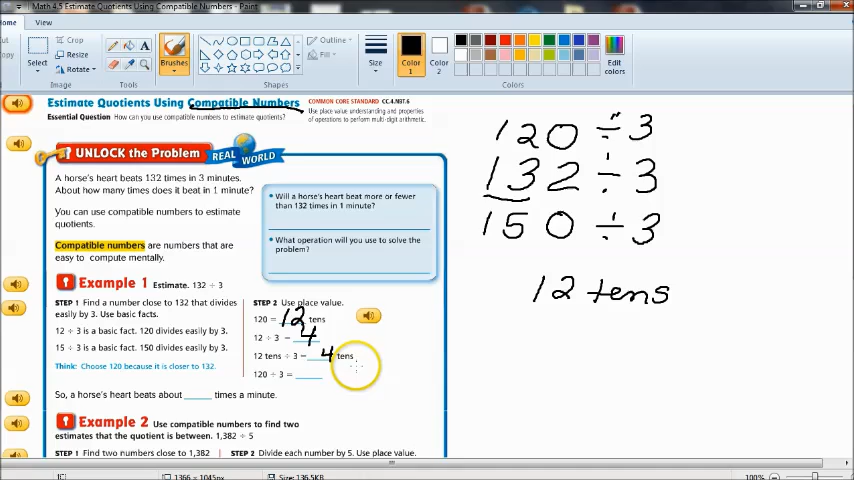 Math 4.5 Estimate Quotients Using Compatible Numbers - Paint
Home View
Cut Crop
Copy Resize
Select Rotate
Brushes
Outline
Fill
Size
Color 1
Color 2
Edit colors
Image Tools Shapes Colors
Estimate Quotients Using Compatible Numbers
COMMON CORE STANDARD CC.4.NBT.6
Use place value understanding and properties
of operations to perform multi-digit arithmetic.
Essential Question How can you use compatible numbers to estimate quotients?
UNLOCK the Problem REAL WORLD
A horse's heart beats 132 times in 3 minutes.
About how many times does it beat in 1 minute?
You can use compatible numbers to estimate
quotients.
Compatible numbers are numbers that are
easy to compute mentally.
• Will a horse's heart beat more or fewer
than 132 times in 1 minute?
• What operation will you use to solve the
problem?
Example 1 Estimate. 132 ÷ 3
STEP 1 Find a number close to 132 that divides
easily by 3. Use basic facts.
12 ÷ 3 is a basic fact. 120 divides easily by 3.
15 ÷ 3 is a basic fact. 150 divides easily by 3.
Think: Choose 120 because it is closer to 132.
STEP 2 Use place value.
120 = 12 tens
12 ÷ 3 = 4
12 tens ÷ 3 = 4 tens
120 ÷ 3 = ____
So, a horse's heart beats about ____ times a minute.
Example 2 Use compatible numbers to find two
estimates that the quotient is between. 1,382 ÷ 5
STEP 1 Find two numbers close to 1,382
STEP 2 Divide each number by 5. Use place value.
120 ÷ 3
132 ÷ 3
150 ÷ 3
12 tens
1366 × 1045px
Size: 136.5KB
100%